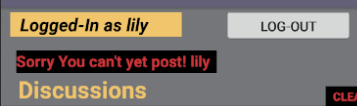 Logged-In as lily
LOG-OUT
Sorry You can't yet post! lily
Discussions